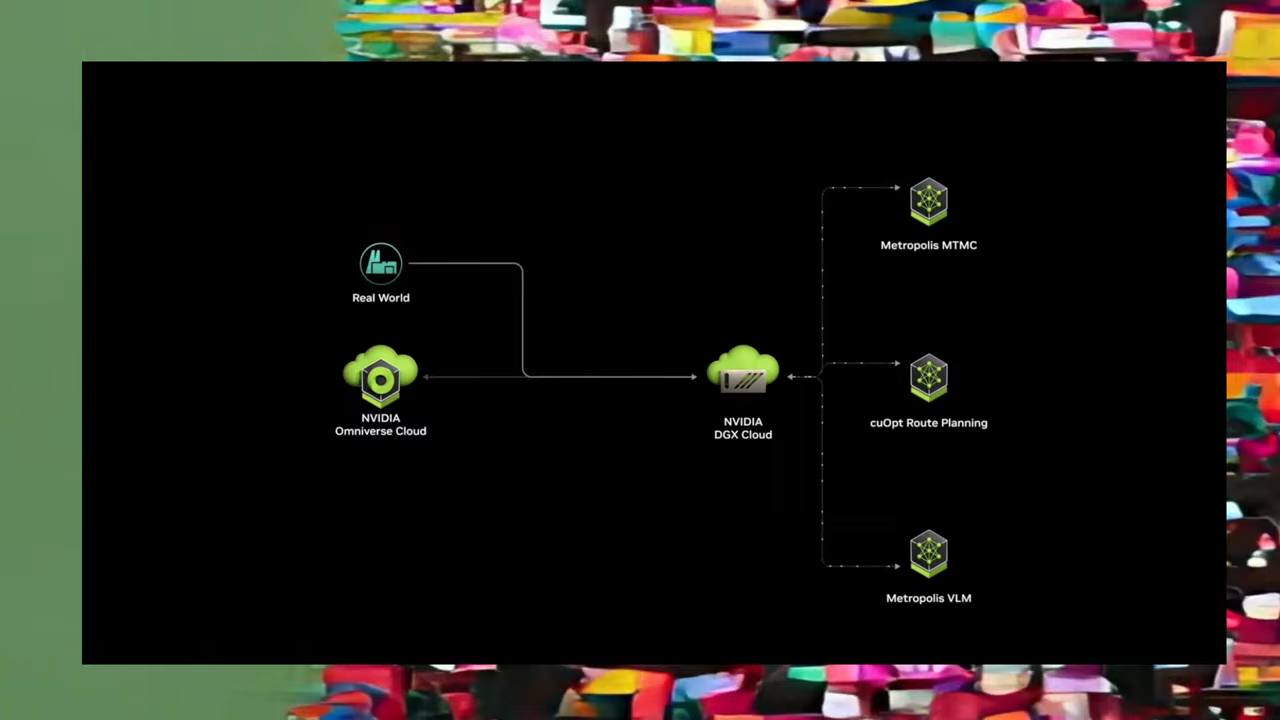 Metropolis MTMC
Real World
NVIDIA
Omniverse Cloud
NVIDIA
DGX Cloud
cuOpt Route Planning
Metropolis VLM